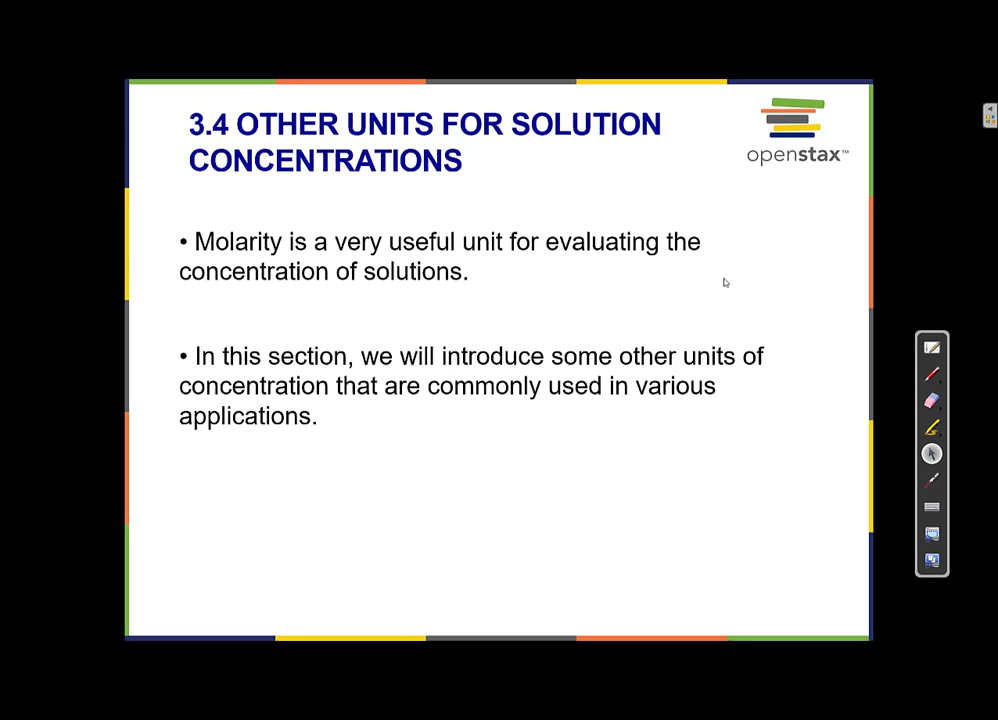 3.4 OTHER UNITS FOR SOLUTION
CONCENTRATIONS
openstax™
• Molarity is a very useful unit for evaluating the
concentration of solutions.
• In this section, we will introduce some other units of
concentration that are commonly used in various
applications.